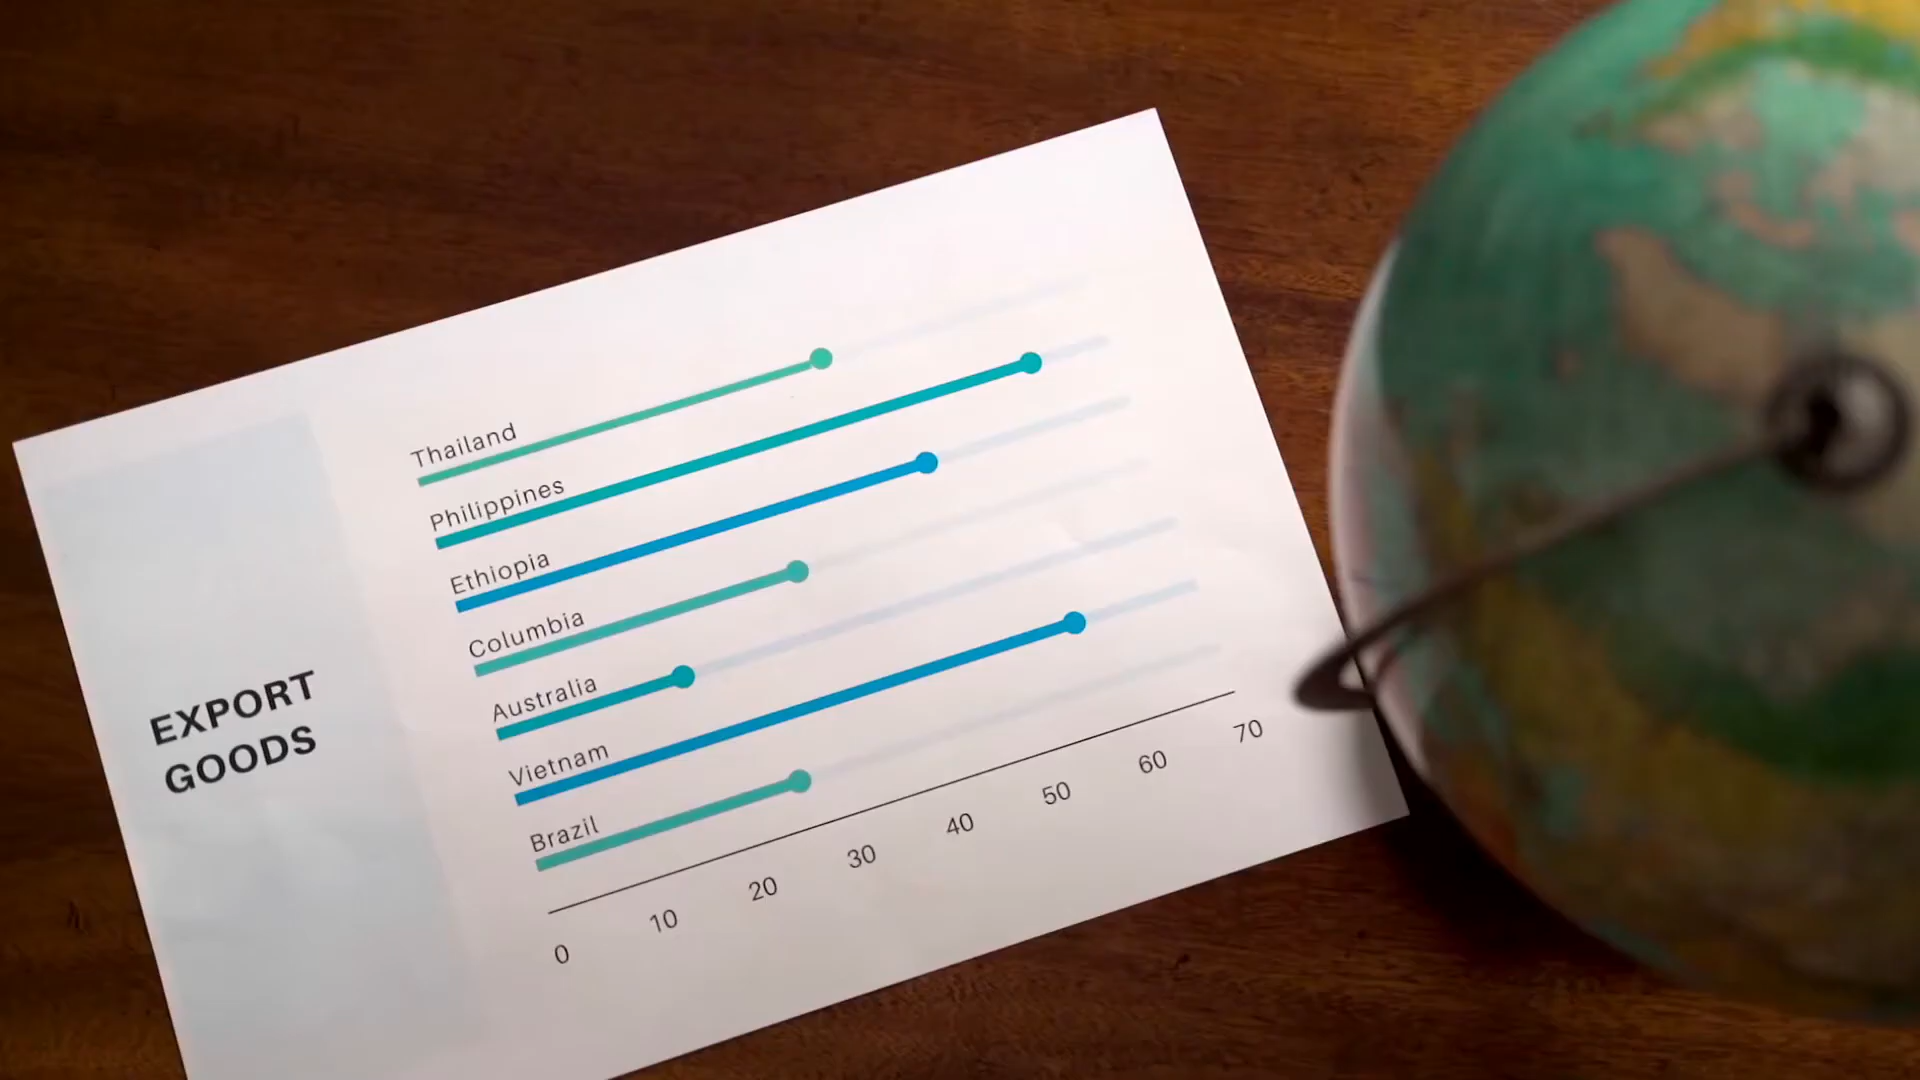 EXPORT
GOODS
Thailand
Philippines
Ethiopia
Columbia
Australia
Vietnam
Brazil
0 10 20 30 40 50 60 70